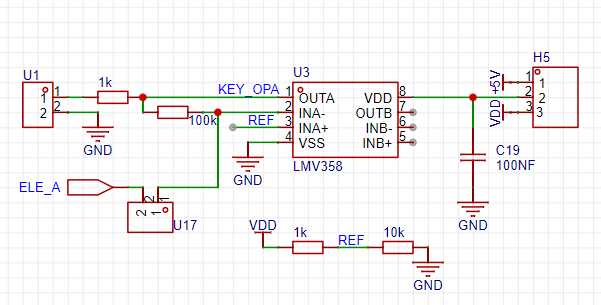 H5
U1
1k
KEY_OPA
U3
+5V
1
2
1
2
100k
REF
1
2
3
4
OUTA
INA-
INA+
VSS
VDD
OUTB
INB-
INB+
8
7
6
5
LMV358
VDD
1
2
3
1
2
3
GND
GND
C19
100NF
ELE_A
2
1
2
1
U17
VDD
1k
REF
10k
GND
GND